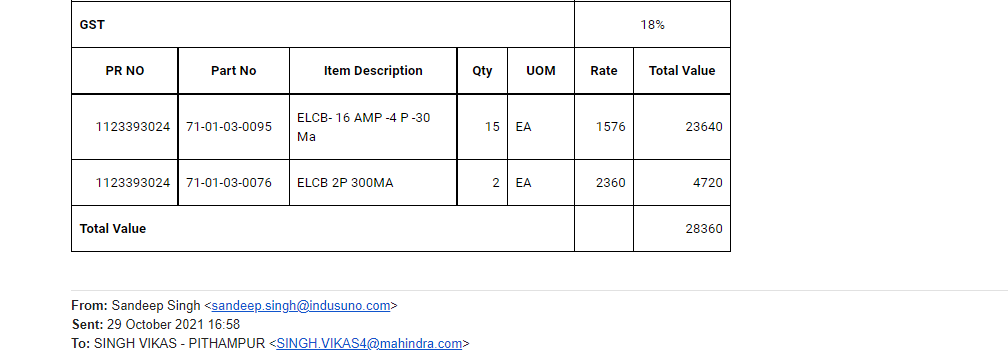 GST 18%
PR NO Part No Item Description Qty UOM Rate Total Value
1123393024 71-01-03-0095 ELCB- 16 AMP -4 P -30 15 EA 1576 23640
Ma
1123393024 71-01-03-0076 ELCB 2P 300MA 2 EA 2360 4720
Total Value 28360
From: Sandeep Singh <sandeep.singh@indusuno.com>
Sent: 29 October 2021 16:58
To: SINGH VIKAS - PITHAMPUR <SINGH.VIKAS4@mahindra.com>